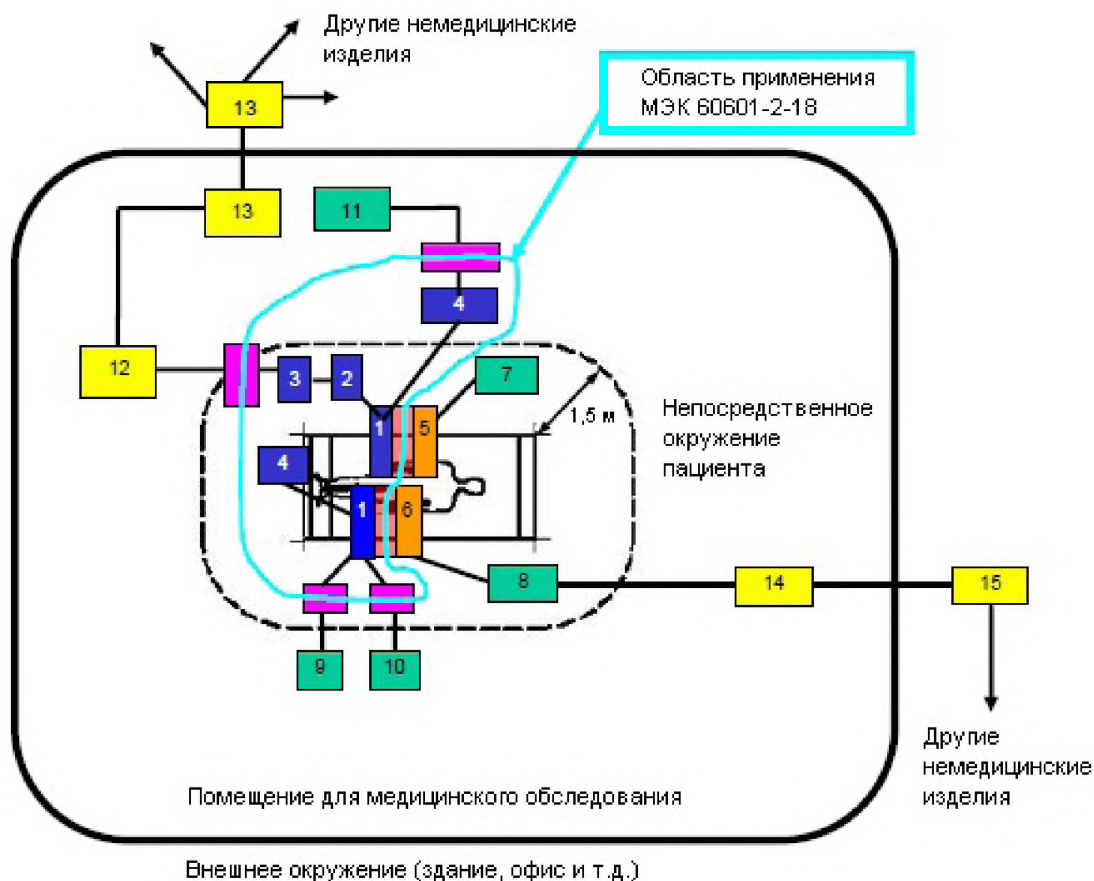 Другие немедицинские
изделия
Область применения
МЭК 60601-2-18
13
13
11
4
12
3
2
7
1,5 м
1
5
Непосредственное
окружение
пациента
4
1
6
8
14
15
9
10
Другие
немедицинские
изделия
Помещение для медицинского обследования
Внешнее окружение (здание, офис и т.д.)